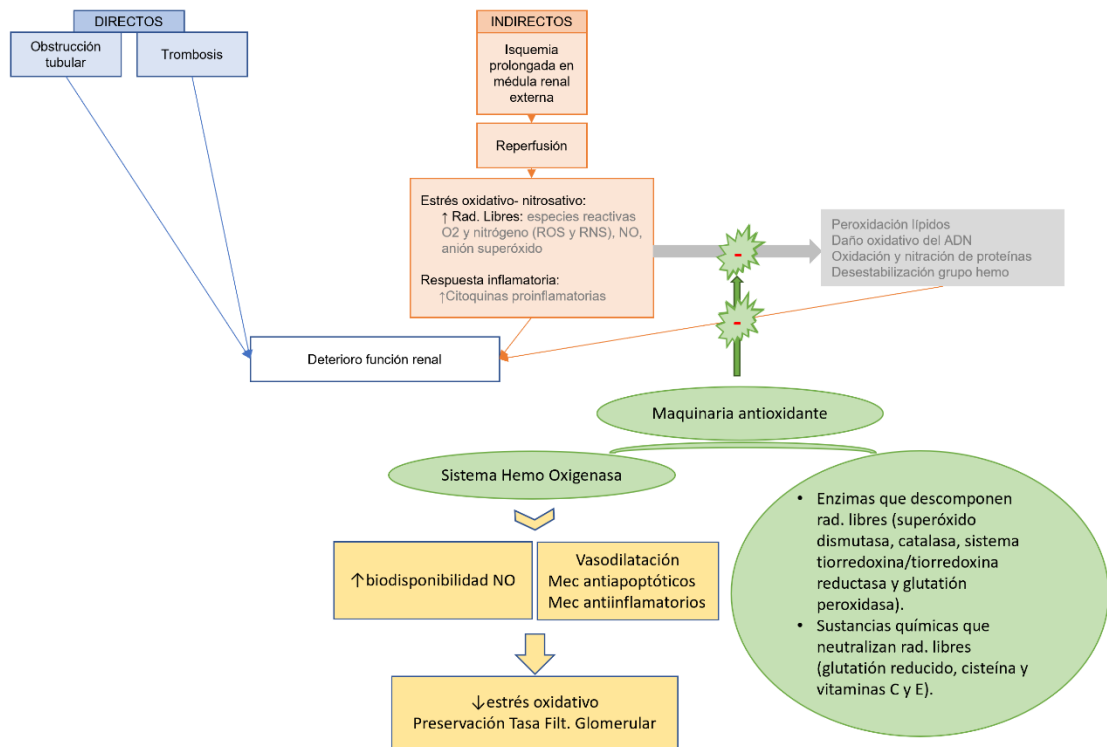 DIRECTOS
Obstrucción
tubular
Trombosis
INDIRECTOS
Isquemia
prolongada en
médula renal
externa
Reperfusión
Estrés oxidativo- nitrosativo:
↑ Rad. Libres: especies reactivas
O2 y nitrógeno (ROS y RNS), NO,
anión superóxido
Respuesta inflamatoria:
↑Citoquinas proinflamatorias
-
-
Peroxidación lípidos
Daño oxidativo del ADN
Oxidación y nitración de proteínas
Desestabilización grupo hemo
Deterioro función renal
Maquinaria antioxidante
Sistema Hemo Oxigenasa
↑biodisponibilidad NO
Vasodilatación
Mec antiapoptóticos
Mec antiinflamatorios
↓estrés oxidativo
Preservación Tasa Filt. Glomerular
• Enzimas que descomponen
rad. libres (superóxido
dismutasa, catalasa, sistema
tiorredoxina/tiorredoxina
reductasa y glutatión
peroxidasa).
• Sustancias químicas que
neutralizan rad. libres
(glutatión reducido, cisteína y
vitaminas C y E).